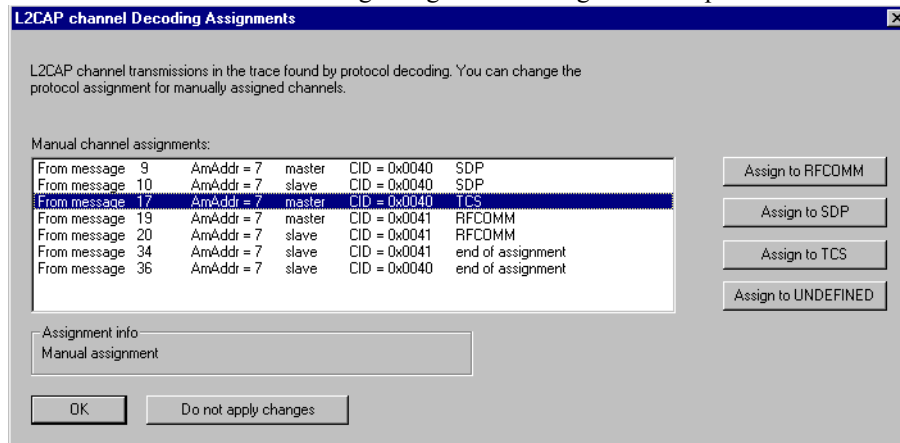 L2CAP channel Decoding Assignments
L2CAP channel transmissions in the trace found by protocol decoding. You can change the
protocol assignment for manually assigned channels.
Manual channel assignments:
From message 9 AmAddr = 7 master CID = 0x0040 SDP
From message 10 AmAddr = 7 slave CID = 0x0040 SDP
From message 17 AmAddr = 7 master CID = 0x0040 TCS
From message 19 AmAddr = 7 master CID = 0x0041 RFCOMM
From message 20 AmAddr = 7 slave CID = 0x0041 RFCOMM
From message 34 AmAddr = 7 slave CID = 0x0041 end of assignment
From message 36 AmAddr = 7 slave CID = 0x0040 end of assignment
Assign to RFCOMM
Assign to SDP
Assign to TCS
Assign to UNDEFINED
Assignment info
Manual assignment
OK
Do not apply changes